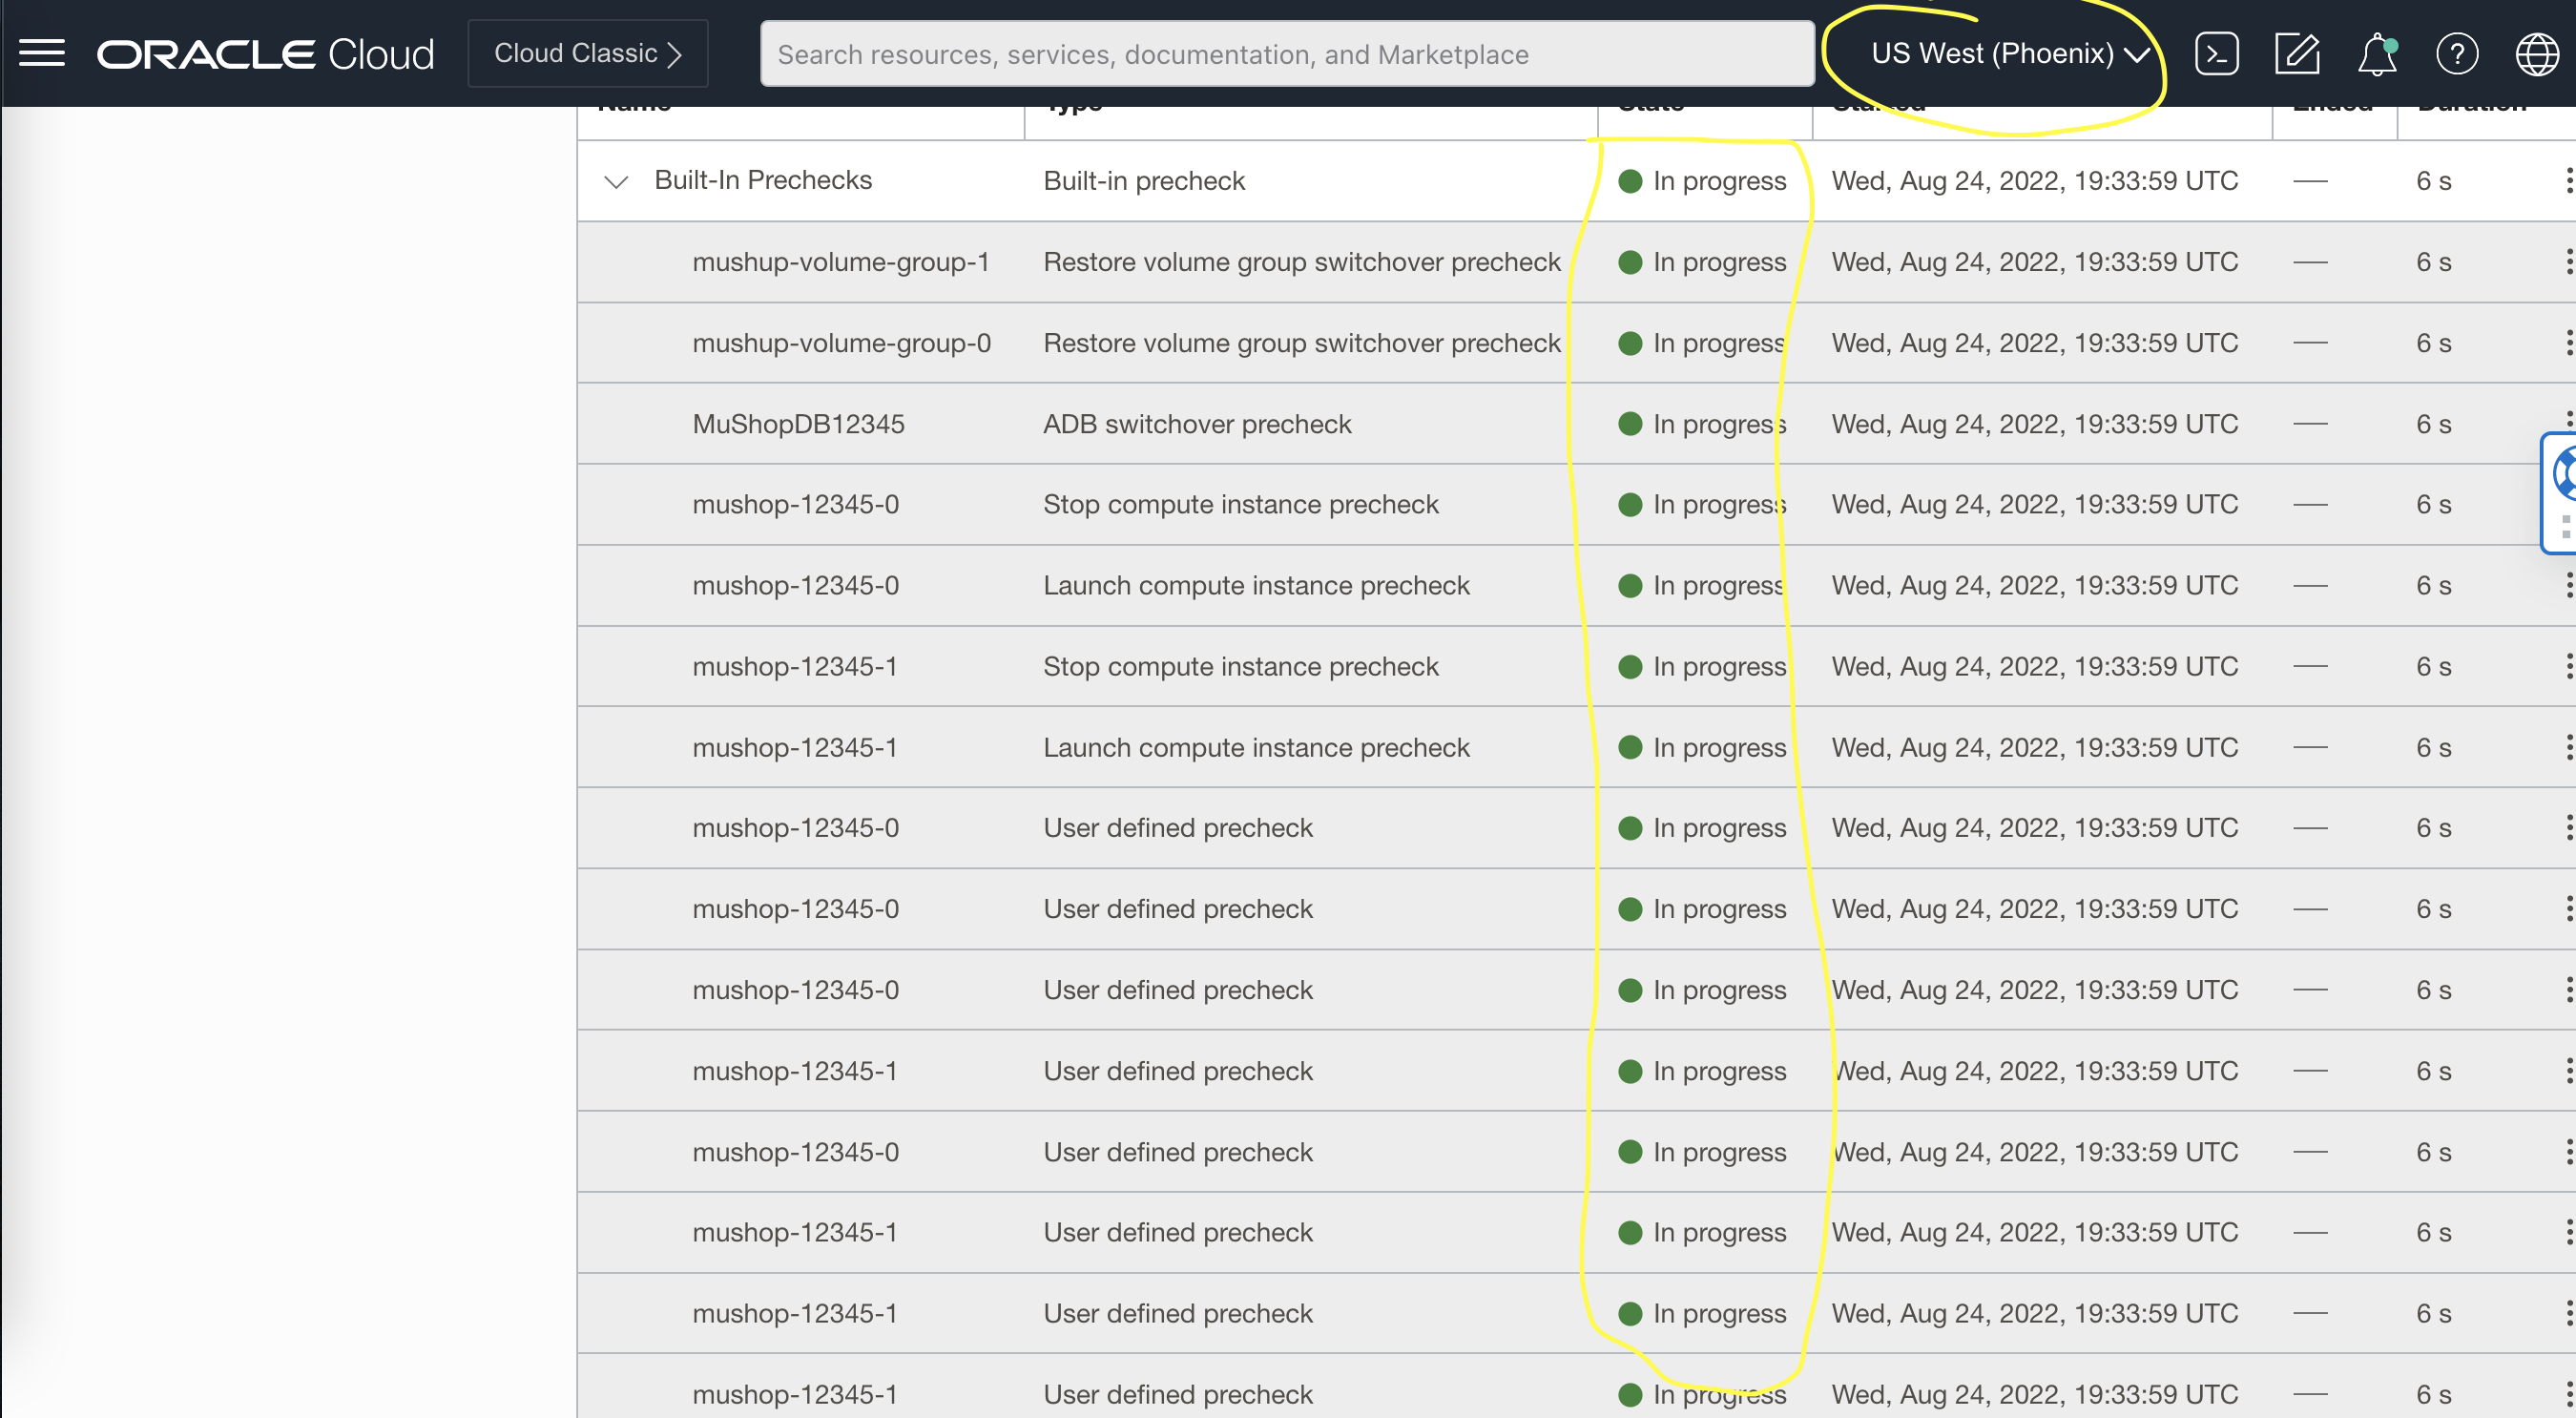 ORACLE Cloud Cloud Classic Search resources, services, documentation, and Marketplace US West (Phoenix)
Name Type State Started Ended Duration
Built-In Prechecks Built-in precheck In progress Wed, Aug 24, 2022, 19:33:59 UTC — 6 s
mushup-volume-group-1 Restore volume group switchover precheck In progress Wed, Aug 24, 2022, 19:33:59 UTC — 6 s
mushup-volume-group-0 Restore volume group switchover precheck In progress Wed, Aug 24, 2022, 19:33:59 UTC — 6 s
MuShopDB12345 ADB switchover precheck In progress Wed, Aug 24, 2022, 19:33:59 UTC — 6 s
mushop-12345-0 Stop compute instance precheck In progress Wed, Aug 24, 2022, 19:33:59 UTC — 6 s
mushop-12345-0 Launch compute instance precheck In progress Wed, Aug 24, 2022, 19:33:59 UTC — 6 s
mushop-12345-1 Stop compute instance precheck In progress Wed, Aug 24, 2022, 19:33:59 UTC — 6 s
mushop-12345-1 Launch compute instance precheck In progress Wed, Aug 24, 2022, 19:33:59 UTC — 6 s
mushop-12345-0 User defined precheck In progress Wed, Aug 24, 2022, 19:33:59 UTC — 6 s
mushop-12345-0 User defined precheck In progress Wed, Aug 24, 2022, 19:33:59 UTC — 6 s
mushop-12345-0 User defined precheck In progress Wed, Aug 24, 2022, 19:33:59 UTC — 6 s
mushop-12345-1 User defined precheck In progress Wed, Aug 24, 2022, 19:33:59 UTC — 6 s
mushop-12345-0 User defined precheck In progress Wed, Aug 24, 2022, 19:33:59 UTC — 6 s
mushop-12345-1 User defined precheck In progress Wed, Aug 24, 2022, 19:33:59 UTC — 6 s
mushop-12345-1 User defined precheck In progress Wed, Aug 24, 2022, 19:33:59 UTC — 6 s
mushop-12345-1 User defined precheck In progress Wed, Aug 24, 2022, 19:33:59 UTC — 6 s